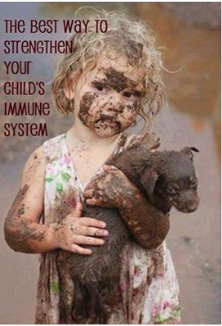 THE BEST WAY TO
STRENGTHEN
YOUR
CHILD'S
IMMUNE
SYSTEM